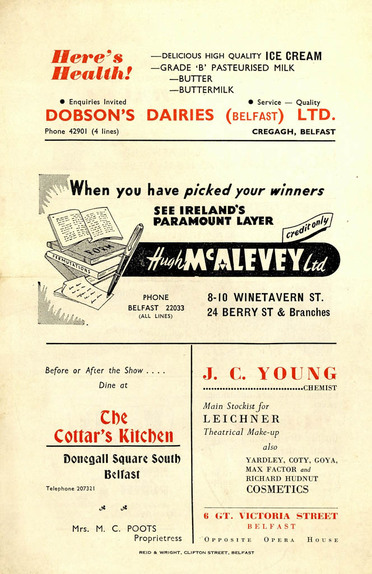 Here's
Health!
—DELICIOUS HIGH QUALITY ICE CREAM
—GRADE 'B' PASTEURISED MILK
—BUTTER
—BUTTERMILK
● Enquiries Invited ● Service — Quality
DOBSON'S DAIRIES (BELFAST) LTD.
Phone 42901 (4 lines) CREGAGH, BELFAST
When you have picked your winners
SEE IRELAND'S
PARAMOUNT LAYER
credit only
FORM
PERMUTATIONS
Hugh McALEVEY Ltd
PHONE
BELFAST 22033
(ALL LINES)
8-10 WINETAVERN ST.
24 BERRY ST & Branches
Before or After the Show . . . .
Dine at
The
Cottar's Kitchen
Donegall Square South
Belfast
Telephone 207321
Mrs. M. C. POOTS
Proprietress
J. C. YOUNG
CHEMIST
Main Stockist for
LEICHNER
Theatrical Make-up
also
YARDLEY, COTY, GOYA,
MAX FACTOR and
RICHARD HUDNUT
COSMETICS
6 GT. VICTORIA STREET
BELFAST
OPPOSITE OPERA HOUSE
REID & WRIGHT, CLIFTON STREET, BELFAST